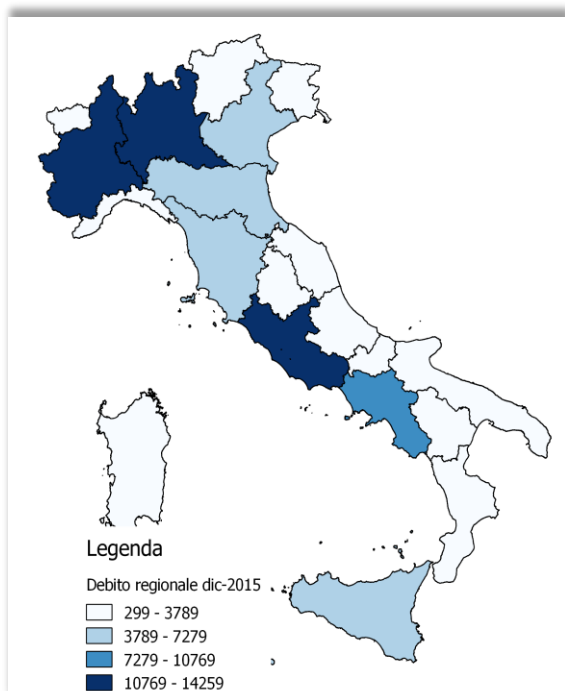 Legenda
Debito regionale dic-2015
299 - 3789
3789 - 7279
7279 - 10769
10769 - 14259